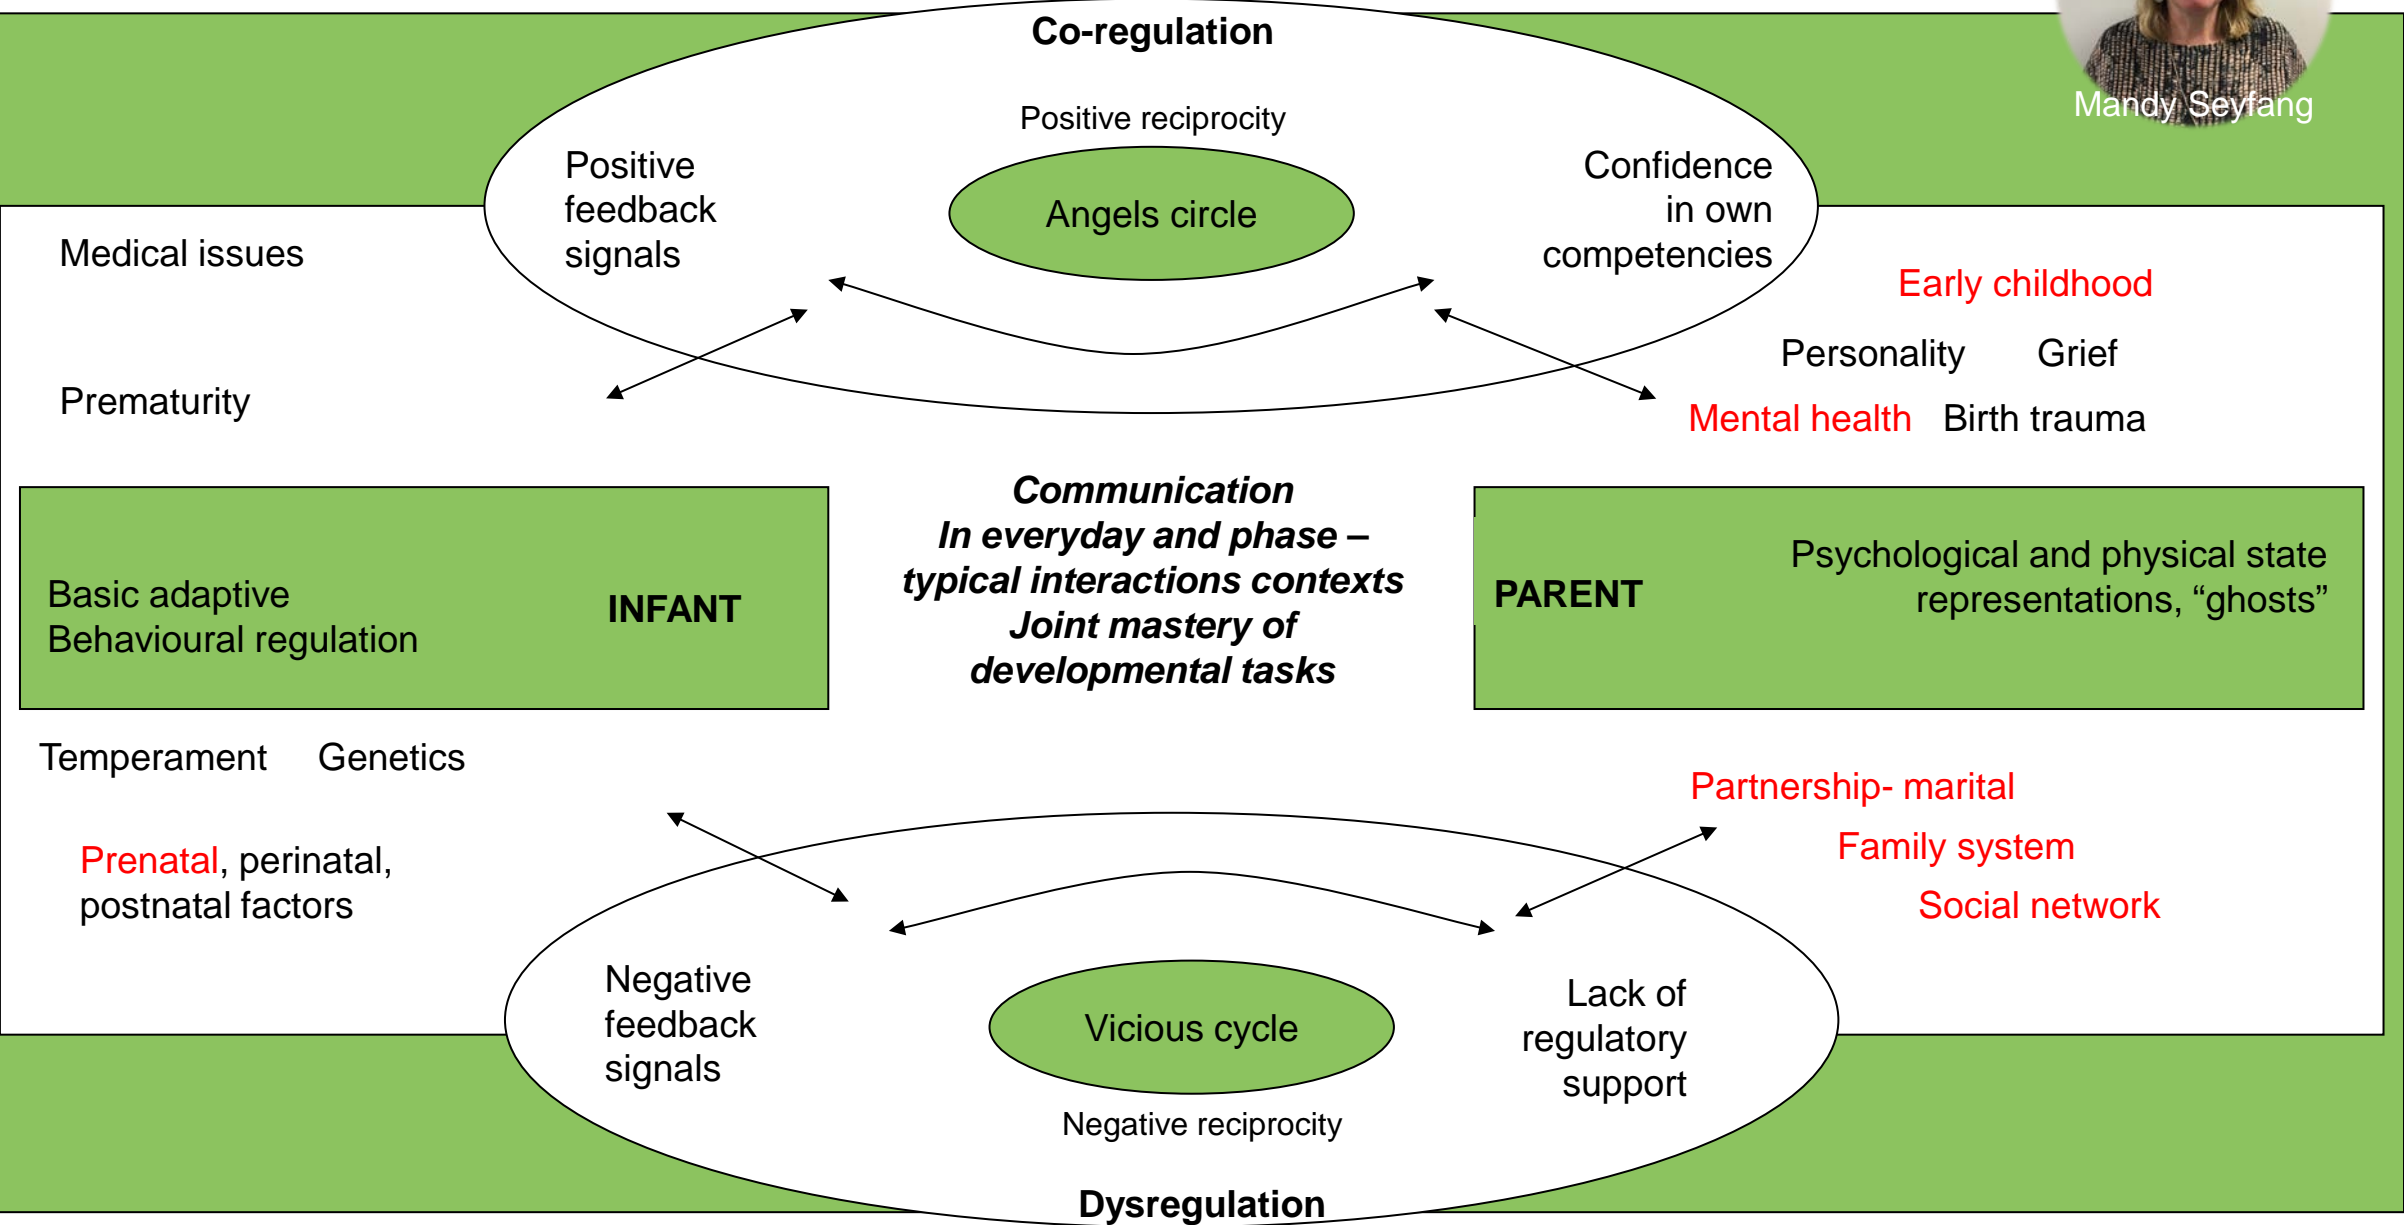 Co-regulation
Mandy Seyfang
Positive reciprocity
Positive
feedback
signals
Angels circle
Confidence
in own
competencies
Medical issues
Prematurity
Early childhood
Personality Grief
Mental health Birth trauma
Basic adaptive
Behavioural regulation
INFANT
Communication
In everyday and phase –
typical interactions contexts
Joint mastery of
developmental tasks
PARENT
Psychological and physical state
representations, “ghosts”
Temperament Genetics
Prenatal, perinatal,
postnatal factors
Partnership- marital
Family system
Social network
Negative
feedback
signals
Vicious cycle
Lack of
regulatory
support
Negative reciprocity
Dysregulation